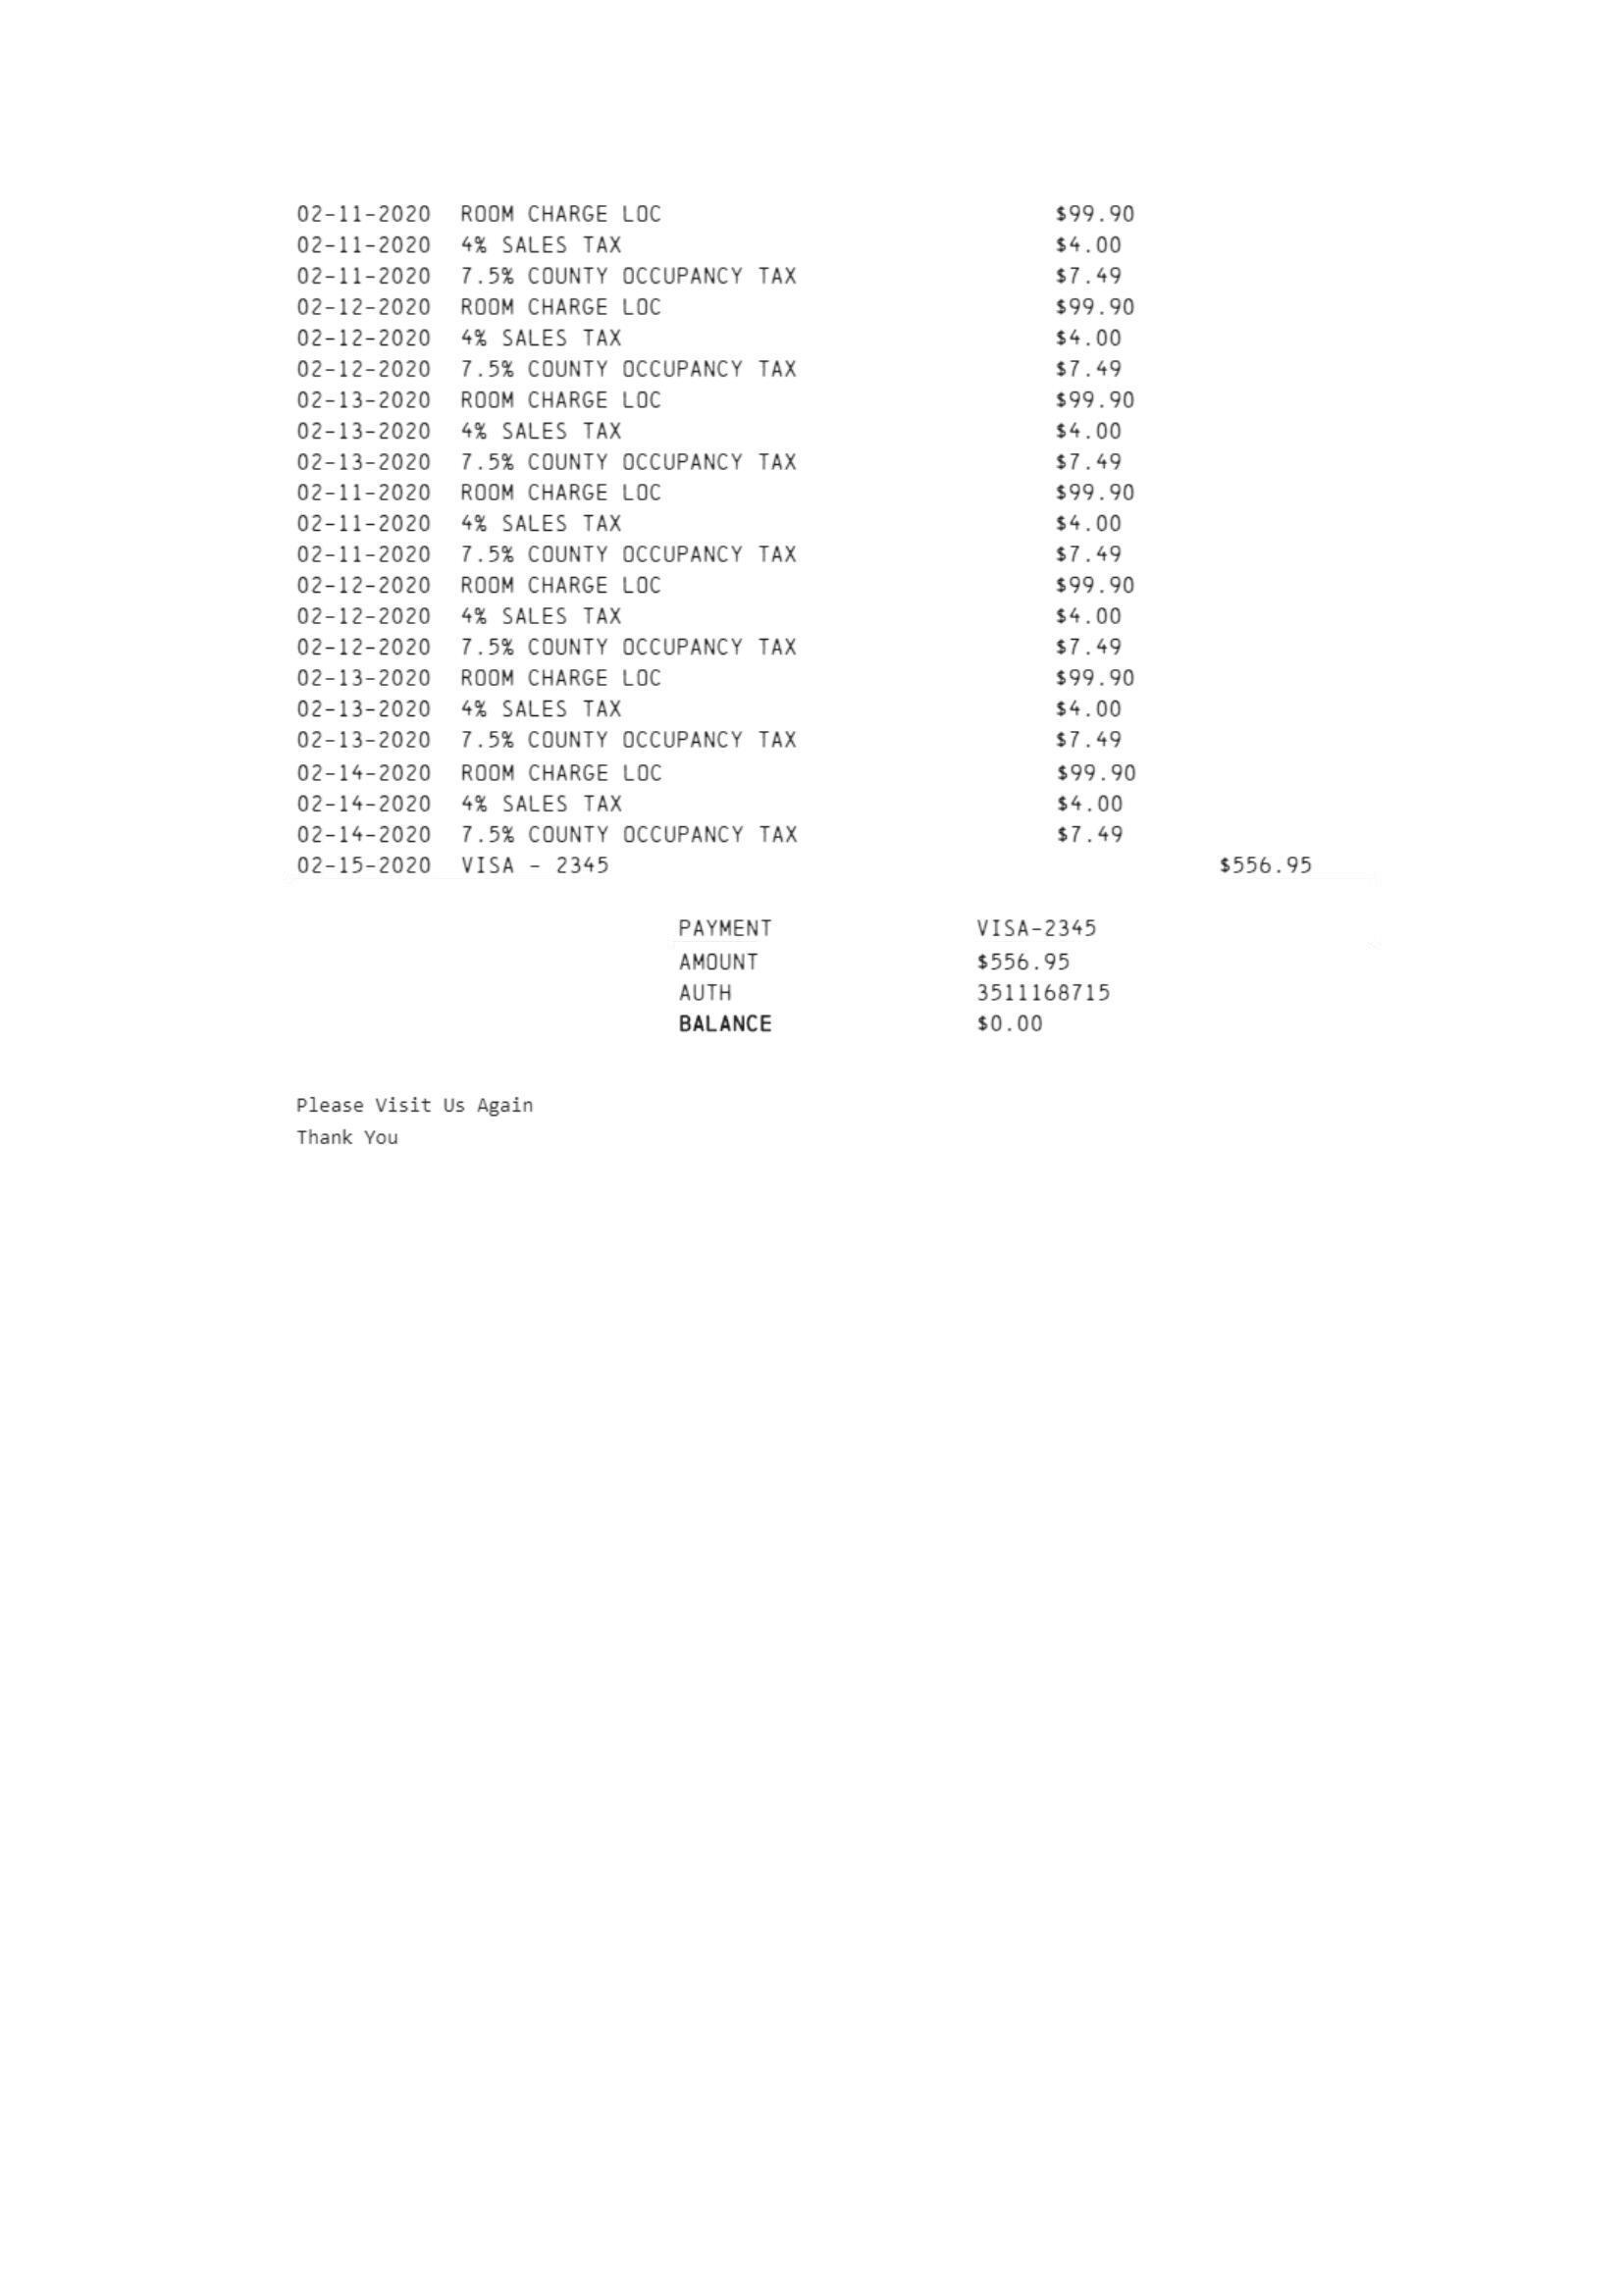 02-11-2020 ROOM CHARGE LOC $99.90
02-11-2020 4% SALES TAX $4.00
02-11-2020 7.5% COUNTY OCCUPANCY TAX $7.49
02-12-2020 ROOM CHARGE LOC $99.90
02-12-2020 4% SALES TAX $4.00
02-12-2020 7.5% COUNTY OCCUPANCY TAX $7.49
02-13-2020 ROOM CHARGE LOC $99.90
02-13-2020 4% SALES TAX $4.00
02-13-2020 7.5% COUNTY OCCUPANCY TAX $7.49
02-11-2020 ROOM CHARGE LOC $99.90
02-11-2020 4% SALES TAX $4.00
02-11-2020 7.5% COUNTY OCCUPANCY TAX $7.49
02-12-2020 ROOM CHARGE LOC $99.90
02-12-2020 4% SALES TAX $4.00
02-12-2020 7.5% COUNTY OCCUPANCY TAX $7.49
02-13-2020 ROOM CHARGE LOC $99.90
02-13-2020 4% SALES TAX $4.00
02-13-2020 7.5% COUNTY OCCUPANCY TAX $7.49
02-14-2020 ROOM CHARGE LOC $99.90
02-14-2020 4% SALES TAX $4.00
02-14-2020 7.5% COUNTY OCCUPANCY TAX $7.49
02-15-2020 VISA - 2345 $556.95
PAYMENT VISA-2345
AMOUNT $556.95
AUTH 3511168715
BALANCE $0.00
Please Visit Us Again
Thank You